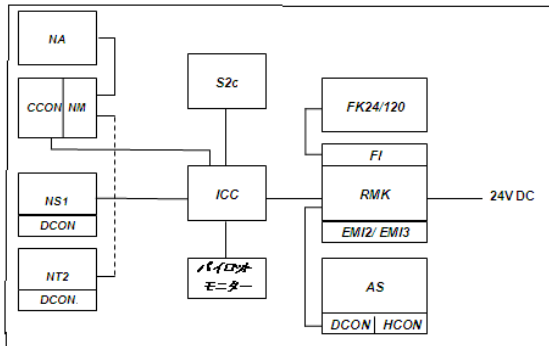 NA
S2c
FK24/120
CCON NM
FI
NS1
DCON
ICC
RMK
24V DC
EMI2/ EMI3
NT2
DCON.
パイロット
モニター
AS
DCON HCON